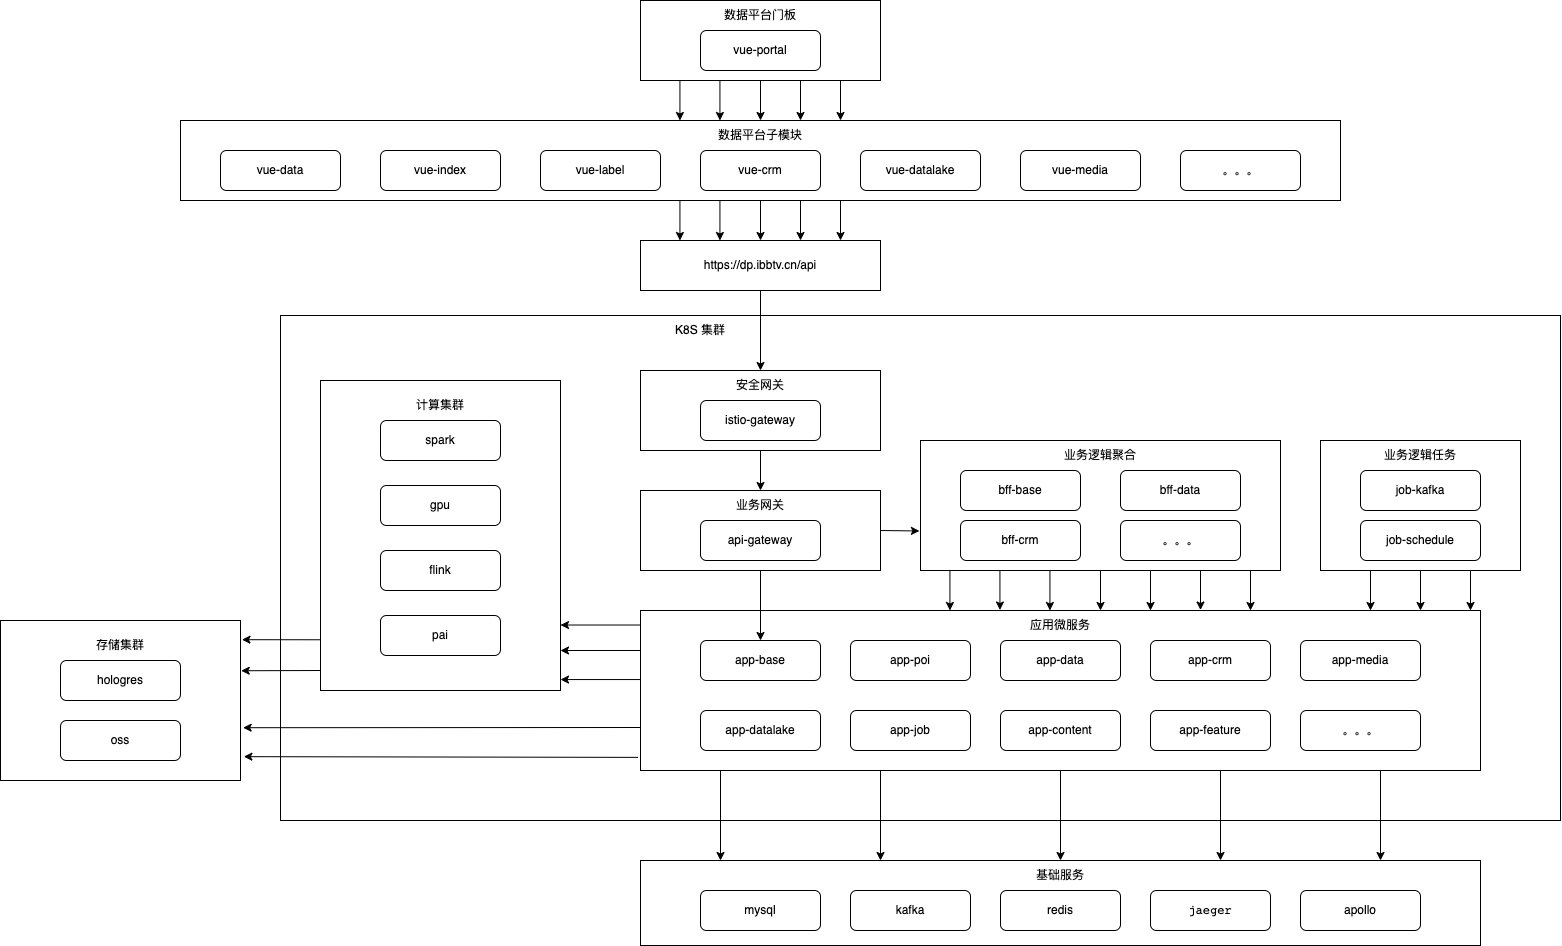 数据平台门板
vue-portal
数据平台子模块
vue-data
vue-index
vue-label
vue-crm
vue-datalake
vue-media
。。。
https://dp.ibbtv.cn/api
K8S 集群
安全网关
istio-gateway
计算集群
spark
gpu
flink
pai
业务网关
api-gateway
业务逻辑聚合
bff-base
bff-data
bff-crm
。。。
业务逻辑任务
job-kafka
job-schedule
存储集群
hologres
oss
应用微服务
app-base
app-poi
app-data
app-crm
app-media
app-datalake
app-job
app-content
app-feature
。。。
基础服务
mysql
kafka
redis
jaeger
apollo